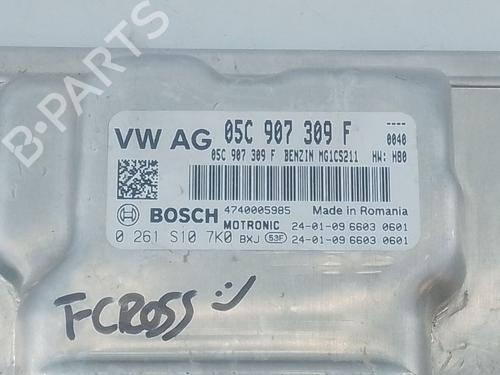 VW AG 05C 907 309 F ----
0040
05C 907 309 F BENZIN MG1CS211 HW: H80
BOSCH 4740005985 Made in Romania
MOTRONIC 24-01-09 6603 0601
0 261 S10 7K0 BXJ 53F 24-01-09 6603 0601
T-CROSS :)
B-PARTS